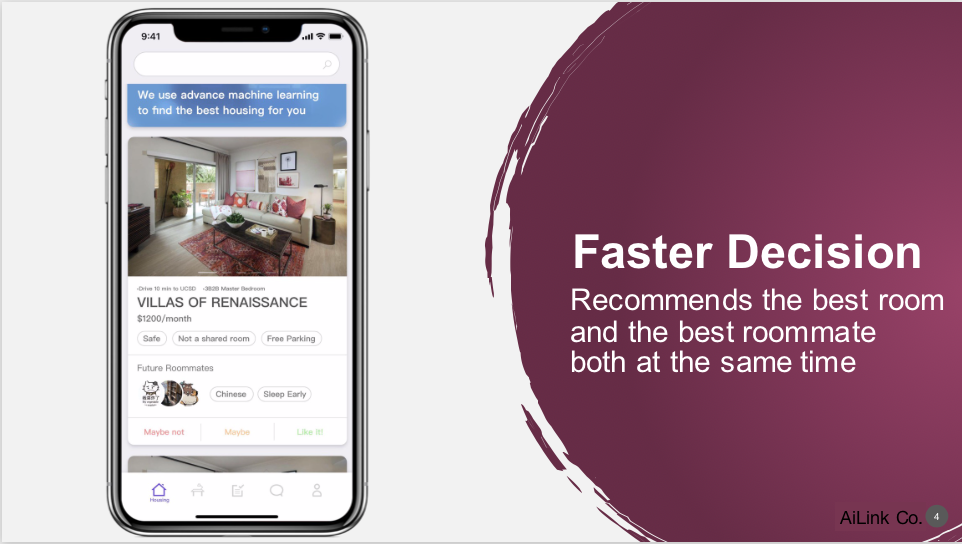 9:41
We use advance machine learning
to find the best housing for you
•Drive 10 min to UCSD •3B2B Master Bedroom
VILLAS OF RENAISSANCE
$1200/month
Safe Not a shared room Free Parking
Future Roommates
Chinese Sleep Early
Maybe not Maybe Like it!
Housing
Faster Decision
Recommends the best room
and the best roommate
both at the same time
AiLink Co. 4